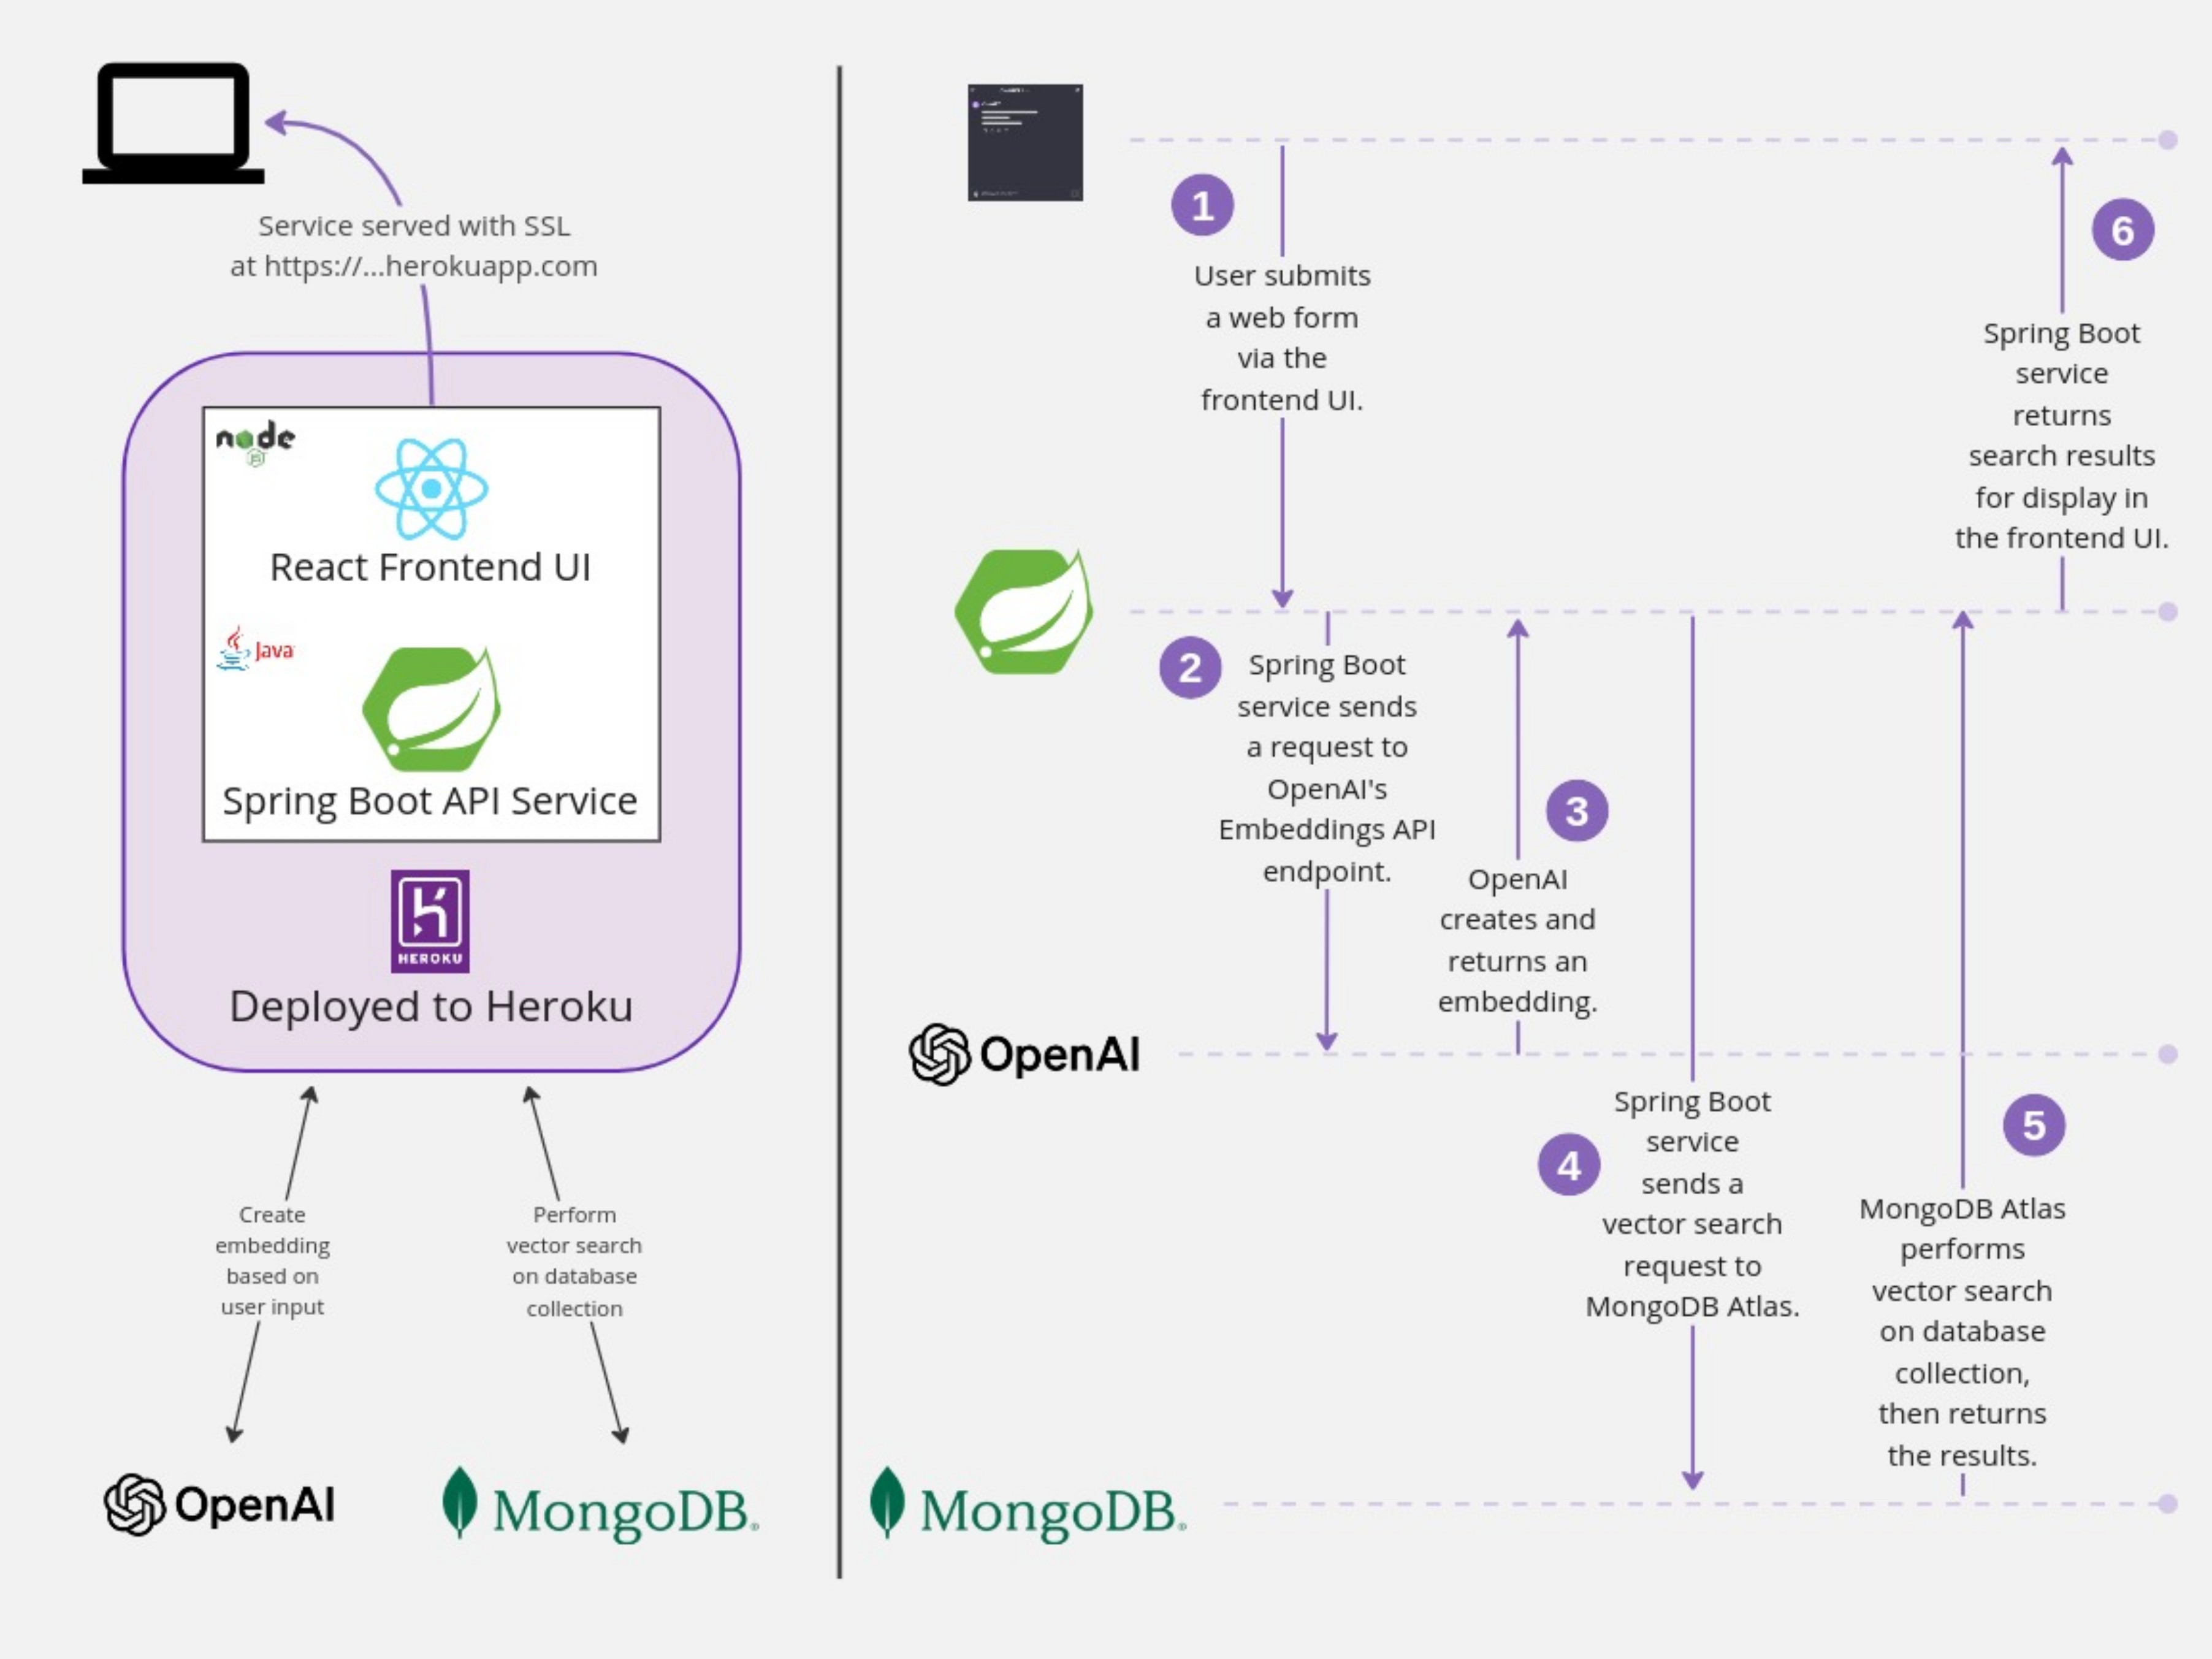 Service served with SSL
at https://...herokuapp.com
node
JS
React Frontend UI
Java
Spring Boot API Service
HEROKU
Deployed to Heroku
Create
embedding
based on
user input
Perform
vector search
on database
collection
OpenAI
MongoDB®
1
User submits
a web form
via the
frontend UI.
2
Spring Boot
service sends
a request to
OpenAI's
Embeddings API
endpoint.
3
OpenAI
creates and
returns an
embedding.
4
Spring Boot
service
sends a
vector search
request to
MongoDB Atlas.
5
MongoDB Atlas
performs
vector search
on database
collection,
then returns
the results.
6
Spring Boot
service
returns
search results
for display in
the frontend UI.
OpenAI
MongoDB®